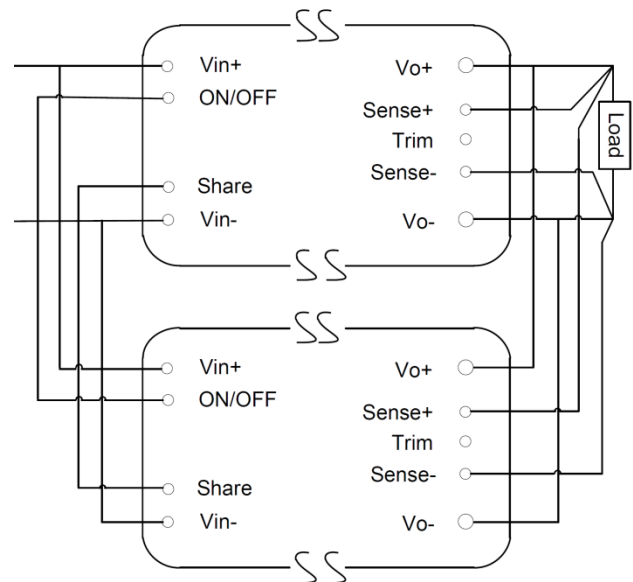 Vin+
ON/OFF
Share
Vin-
Vo+
Sense+
Trim
Sense-
Vo-
Load
Vin+
ON/OFF
Share
Vin-
Vo+
Sense+
Trim
Sense-
Vo-